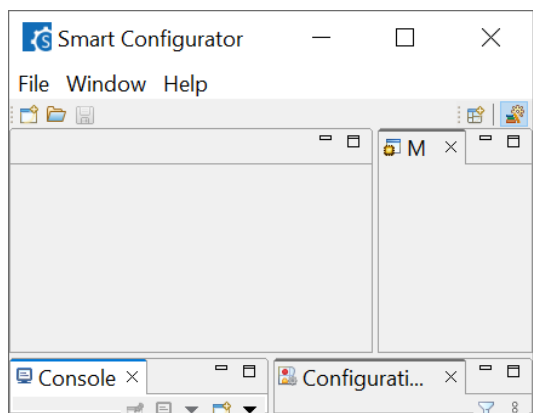 Smart Configurator
File Window Help
M
Console
Configurati...